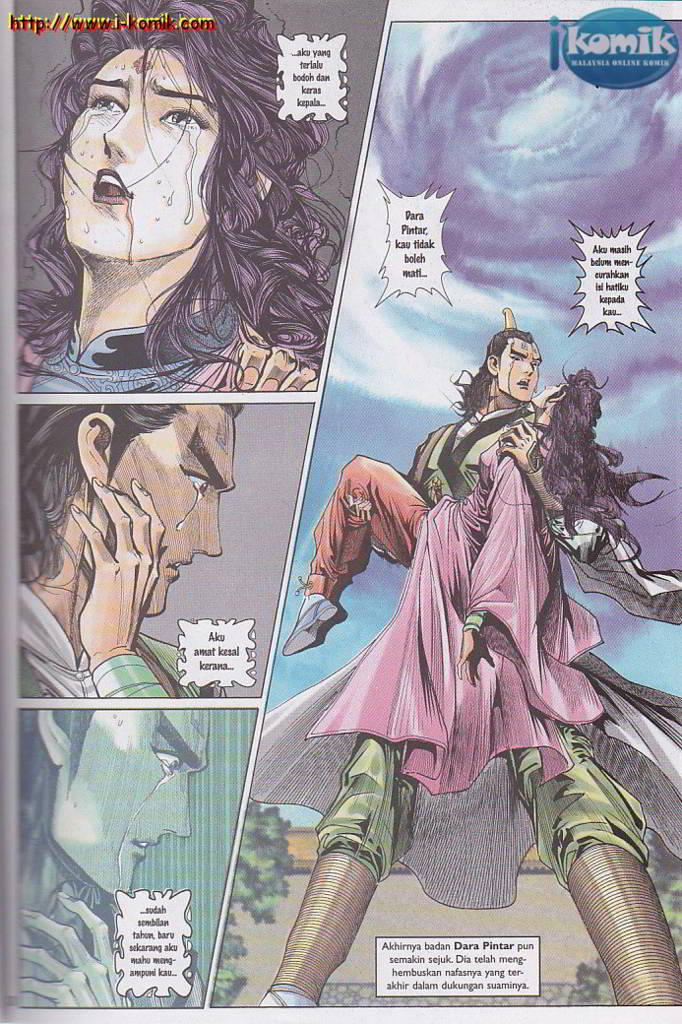 http://www.i-komik.com
ikomik
MALAYSIA ONLINE KOMIK
...aku yang
terlalu
bodoh dan
keras
kepala...
Aku
amat kesal
kerana...
...sudah
sembilan
tahun, baru
sekarang aku
mahu meng-
ampuni kau...
Dara
Pintar,
kau tidak
boleh
mati...
Aku masih
belum men-
curahkan
isi hatiku
kepada
kau...
Akhirnya badan Dara Pintar pun
semakin sejuk. Dia telah meng-
hembuskan nafasnya yang ter-
akhir dalam dukungan suaminya.